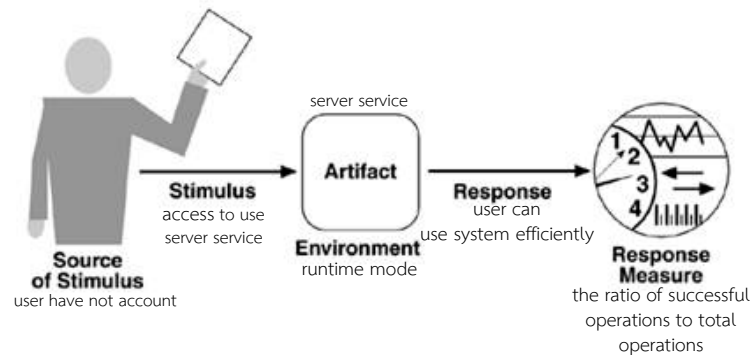 server service
Artifact
Stimulus
access to use
server service
Environment
runtime mode
Response
user can
use system efficiently
Source
of Stimulus
user have not account
1
2
3
4
Response
Measure
the ratio of successful
operations to total
operations